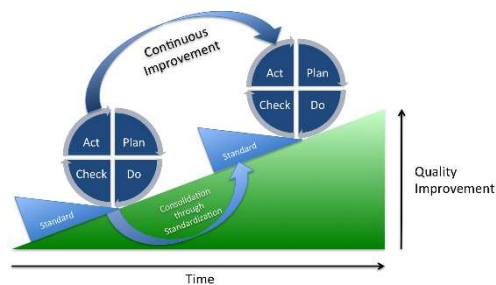 Continuous
Improvement
Act
Plan
Check
Do
Act
Plan
Check
Do
Standard
Standard
Consolidation
through
Standardization
Quality
Improvement
Time